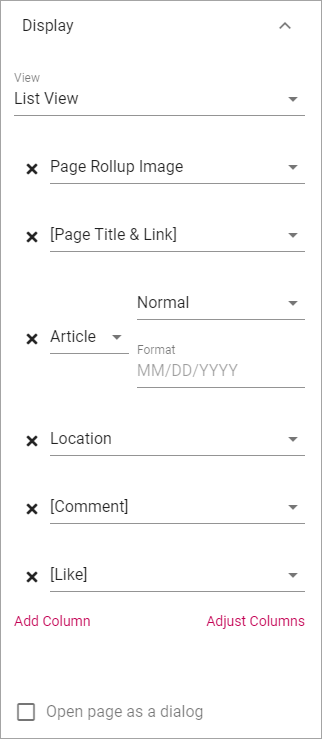 Display
View
List View
Page Rollup Image
[Page Title & Link]
Normal
Article
Format
MM/DD/YYYY
Location
[Comment]
[Like]
Add Column Adjust Columns
Open page as a dialog